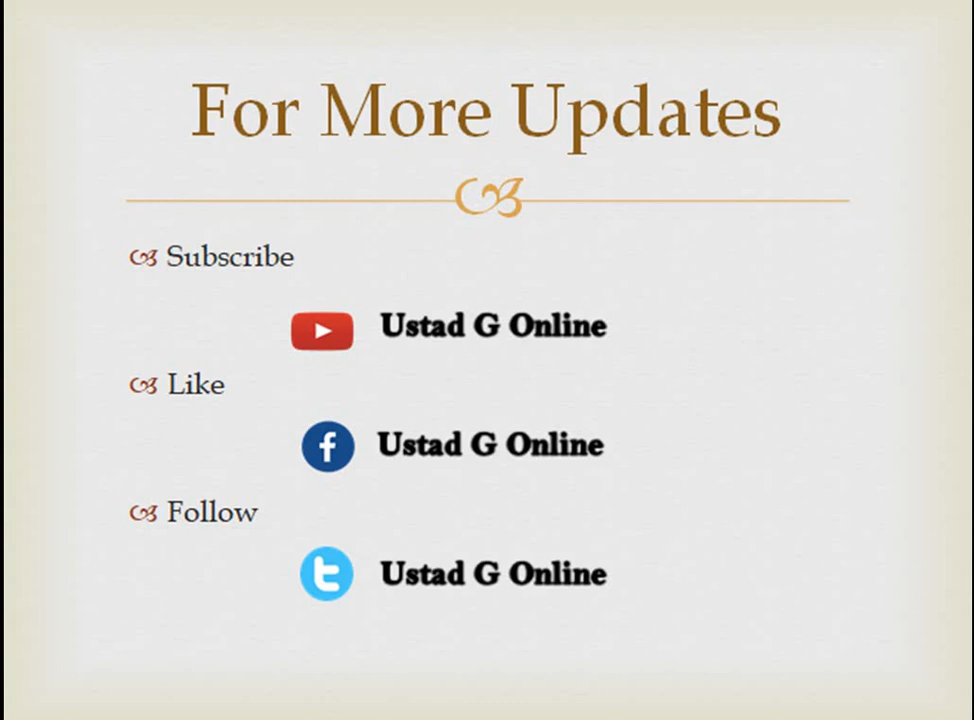 For More Updates
Subscribe
Ustad G Online
Like
Ustad G Online
Follow
Ustad G Online